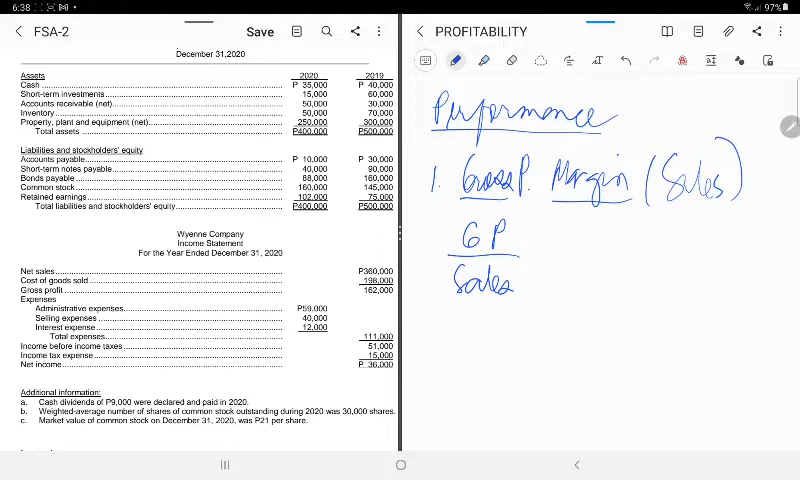 6:38
97%
FSA-2
Save
December 31,2020
Assets 2020 2019
Cash P 35,000 P 40,000
Short-term investments 15,000 60,000
Accounts receivable (net) 50,000 30,000
Inventory 50,000 70,000
Property, plant and equipment (net) 250,000 300,000
Total assets P400,000 P500,000
Liabilities and stockholders' equity
Accounts payable P 10,000 P 30,000
Short-term notes payable 40,000 90,000
Bonds payable 88,000 160,000
Common stock 160,000 145,000
Retained earnings 102,000 75,000
Total liabilities and stockholders' equity P400,000 P500,000
Wyenne Company
Income Statement
For the Year Ended December 31, 2020
Net sales P360,000
Cost of goods sold 198,000
Gross profit 162,000
Expenses
Administrative expenses P59,000
Selling expenses 40,000
Interest expense 12,000
Total expenses 111,000
Income before income taxes 51,000
Income tax expense 15,000
Net income P 36,000
Additional information:
a. Cash dividends of P9,000 were declared and paid in 2020.
b. Weighted-average number of shares of common stock outstanding during 2020 was 30,000 shares.
c. Market value of common stock on December 31, 2020, was P21 per share.
PROFITABILITY
Performance
1. Gross P. Margin (Sales)
GP
Sales